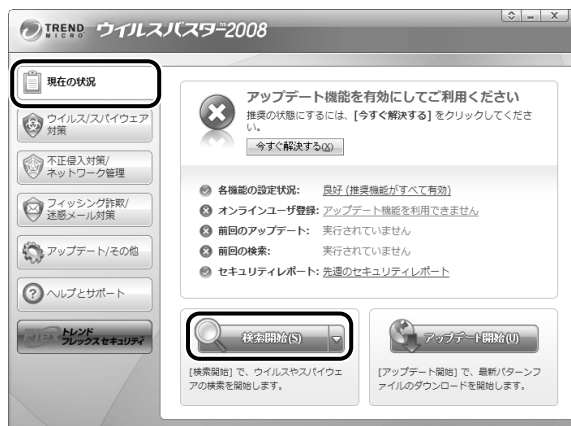 TREND MICRO ウイルスバスター™2008
現在の状況
ウイルス/スパイウェア
対策
不正侵入対策/
ネットワーク管理
フィッシング詐欺/
迷惑メール対策
アップデート/その他
ヘルプとサポート
Flex トレンド
フレックス セキュリティ
アップデート機能を有効にしてご利用ください
推奨の状態にするには、[今すぐ解決する] をクリックしてくださ
い。
今すぐ解決する(X)
各機能の設定状況: 良好 (推奨機能がすべて有効)
オンラインユーザ登録: アップデート機能を利用できません
前回のアップデート: 実行されていません
前回の検索: 実行されていません
セキュリティレポート: 先週のセキュリティレポート
検索開始(S)
[検索開始] で、ウイルスやスパイウェ
アの検索を開始します。
アップデート開始(U)
[アップデート開始] で、最新パターンフ
ァイルのダウンロードを開始します。